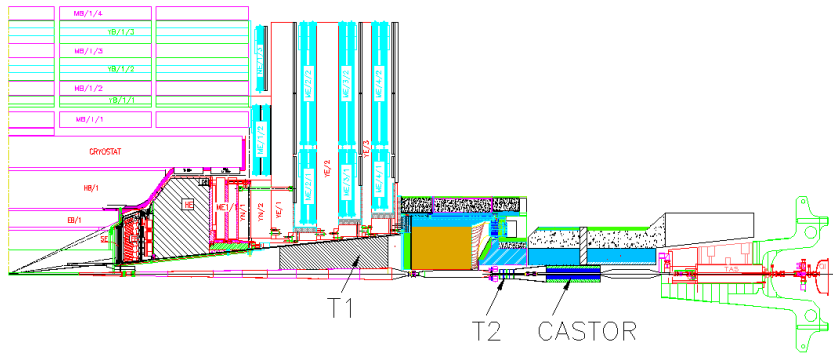 MB/1/4
YB/1/3
MB/1/3
YB/1/2
MB/1/2
YB/1/1
MB/1/1
CRYOSTAT
HB/1
EB/1
HE
ME1/1
YN/1
YN/2
YE/1
ME/1/2
ME/1/3
ME/2/2
ME/2/1
YE/2
ME/3/2
ME/3/1
YE/3
ME/4/2
ME/4/1
TAS
T1
T2
CASTOR